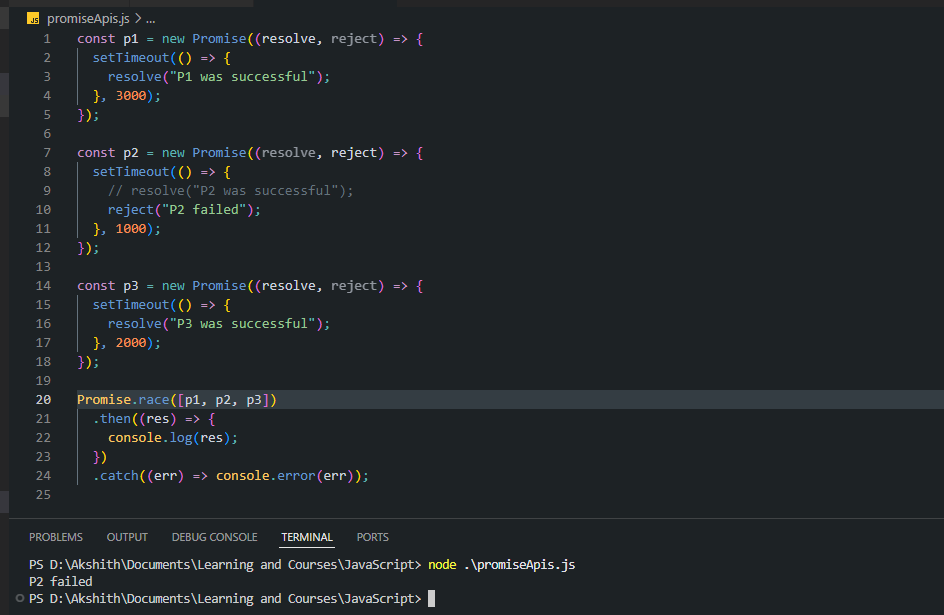 JS promiseApis.js > ...
1 const p1 = new Promise((resolve, reject) => {
2 setTimeout(() => {
3 resolve("P1 was successful");
4 }, 3000);
5 });
6
7 const p2 = new Promise((resolve, reject) => {
8 setTimeout(() => {
9 // resolve("P2 was successful");
10 reject("P2 failed");
11 }, 1000);
12 });
13
14 const p3 = new Promise((resolve, reject) => {
15 setTimeout(() => {
16 resolve("P3 was successful");
17 }, 2000);
18 });
19
20 Promise.race([p1, p2, p3])
21 .then((res) => {
22 console.log(res);
23 })
24 .catch((err) => console.error(err));
25
PROBLEMS OUTPUT DEBUG CONSOLE TERMINAL PORTS
PS D:\Akshith\Documents\Learning and Courses\JavaScript> node .\promiseApis.js
P2 failed
PS D:\Akshith\Documents\Learning and Courses\JavaScript>